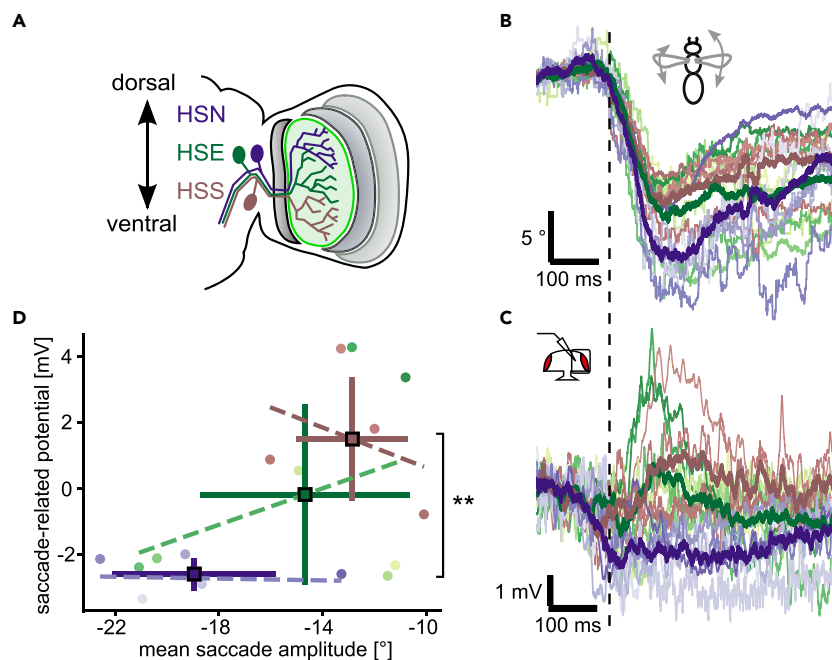 A
dorsal
HSN
HSE
HSS
ventral
B
5 °
100 ms
C
1 mV
100 ms
D
saccade-related potential [mV]
4
2
0
-2
**
-22
-18
-14
-10
mean saccade amplitude [°]